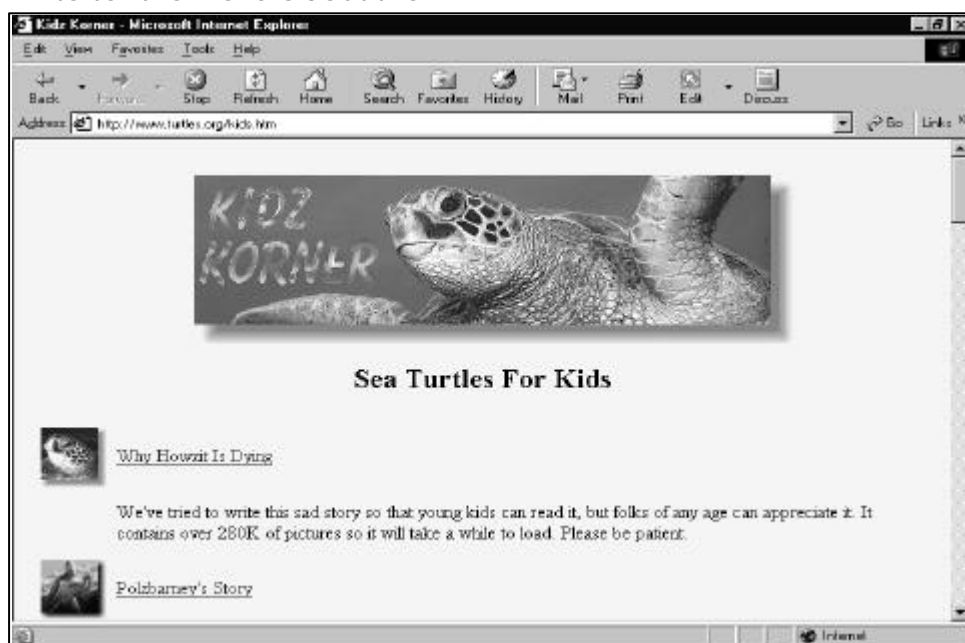 Kidz Korner - Microsoft Internet Explorer
Edit View Favorites Tools Help
Back Forward Stop Refresh Home Search Favorites History Mail Print Edit Discuss
Address http://www.turtles.org/kids.htm Go Links
KIDZ
KORNER
Sea Turtles For Kids
Why Howzit Is Dying
We've tried to write this sad story so that young kids can read it, but folks of any age can appreciate it. It
contains over 280K of pictures so it will take a while to load. Please be patient.
Polzbarney's Story
Internet